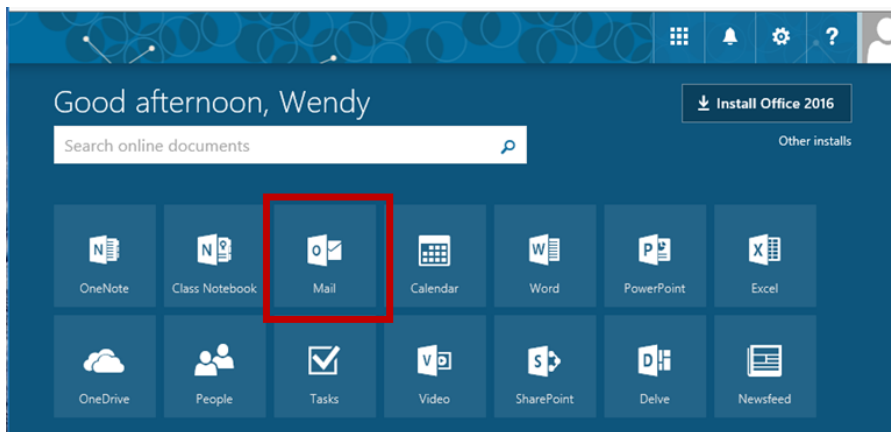 ?
Good afternoon, Wendy
Install Office 2016
Search online documents
Other installs
N
N
O
W
P
X
OneNote
Class Notebook
Mail
Calendar
Word
PowerPoint
Excel
V
S
D
OneDrive
People
Tasks
Video
SharePoint
Delve
Newsfeed